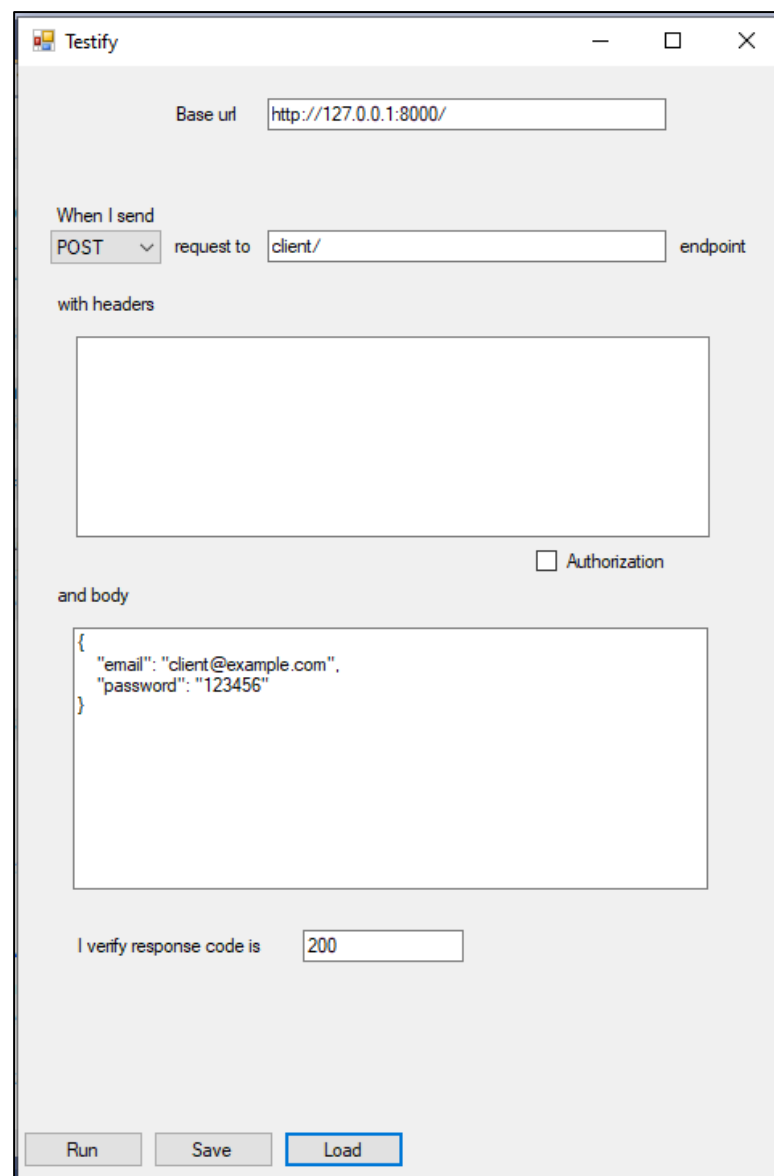 Testify
Base url http://127.0.0.1:8000/
When I send
POST request to client/ endpoint
with headers
Authorization
and body
{
"email": "client@example.com",
"password": "123456"
}
I verify response code is 200
Run Save Load